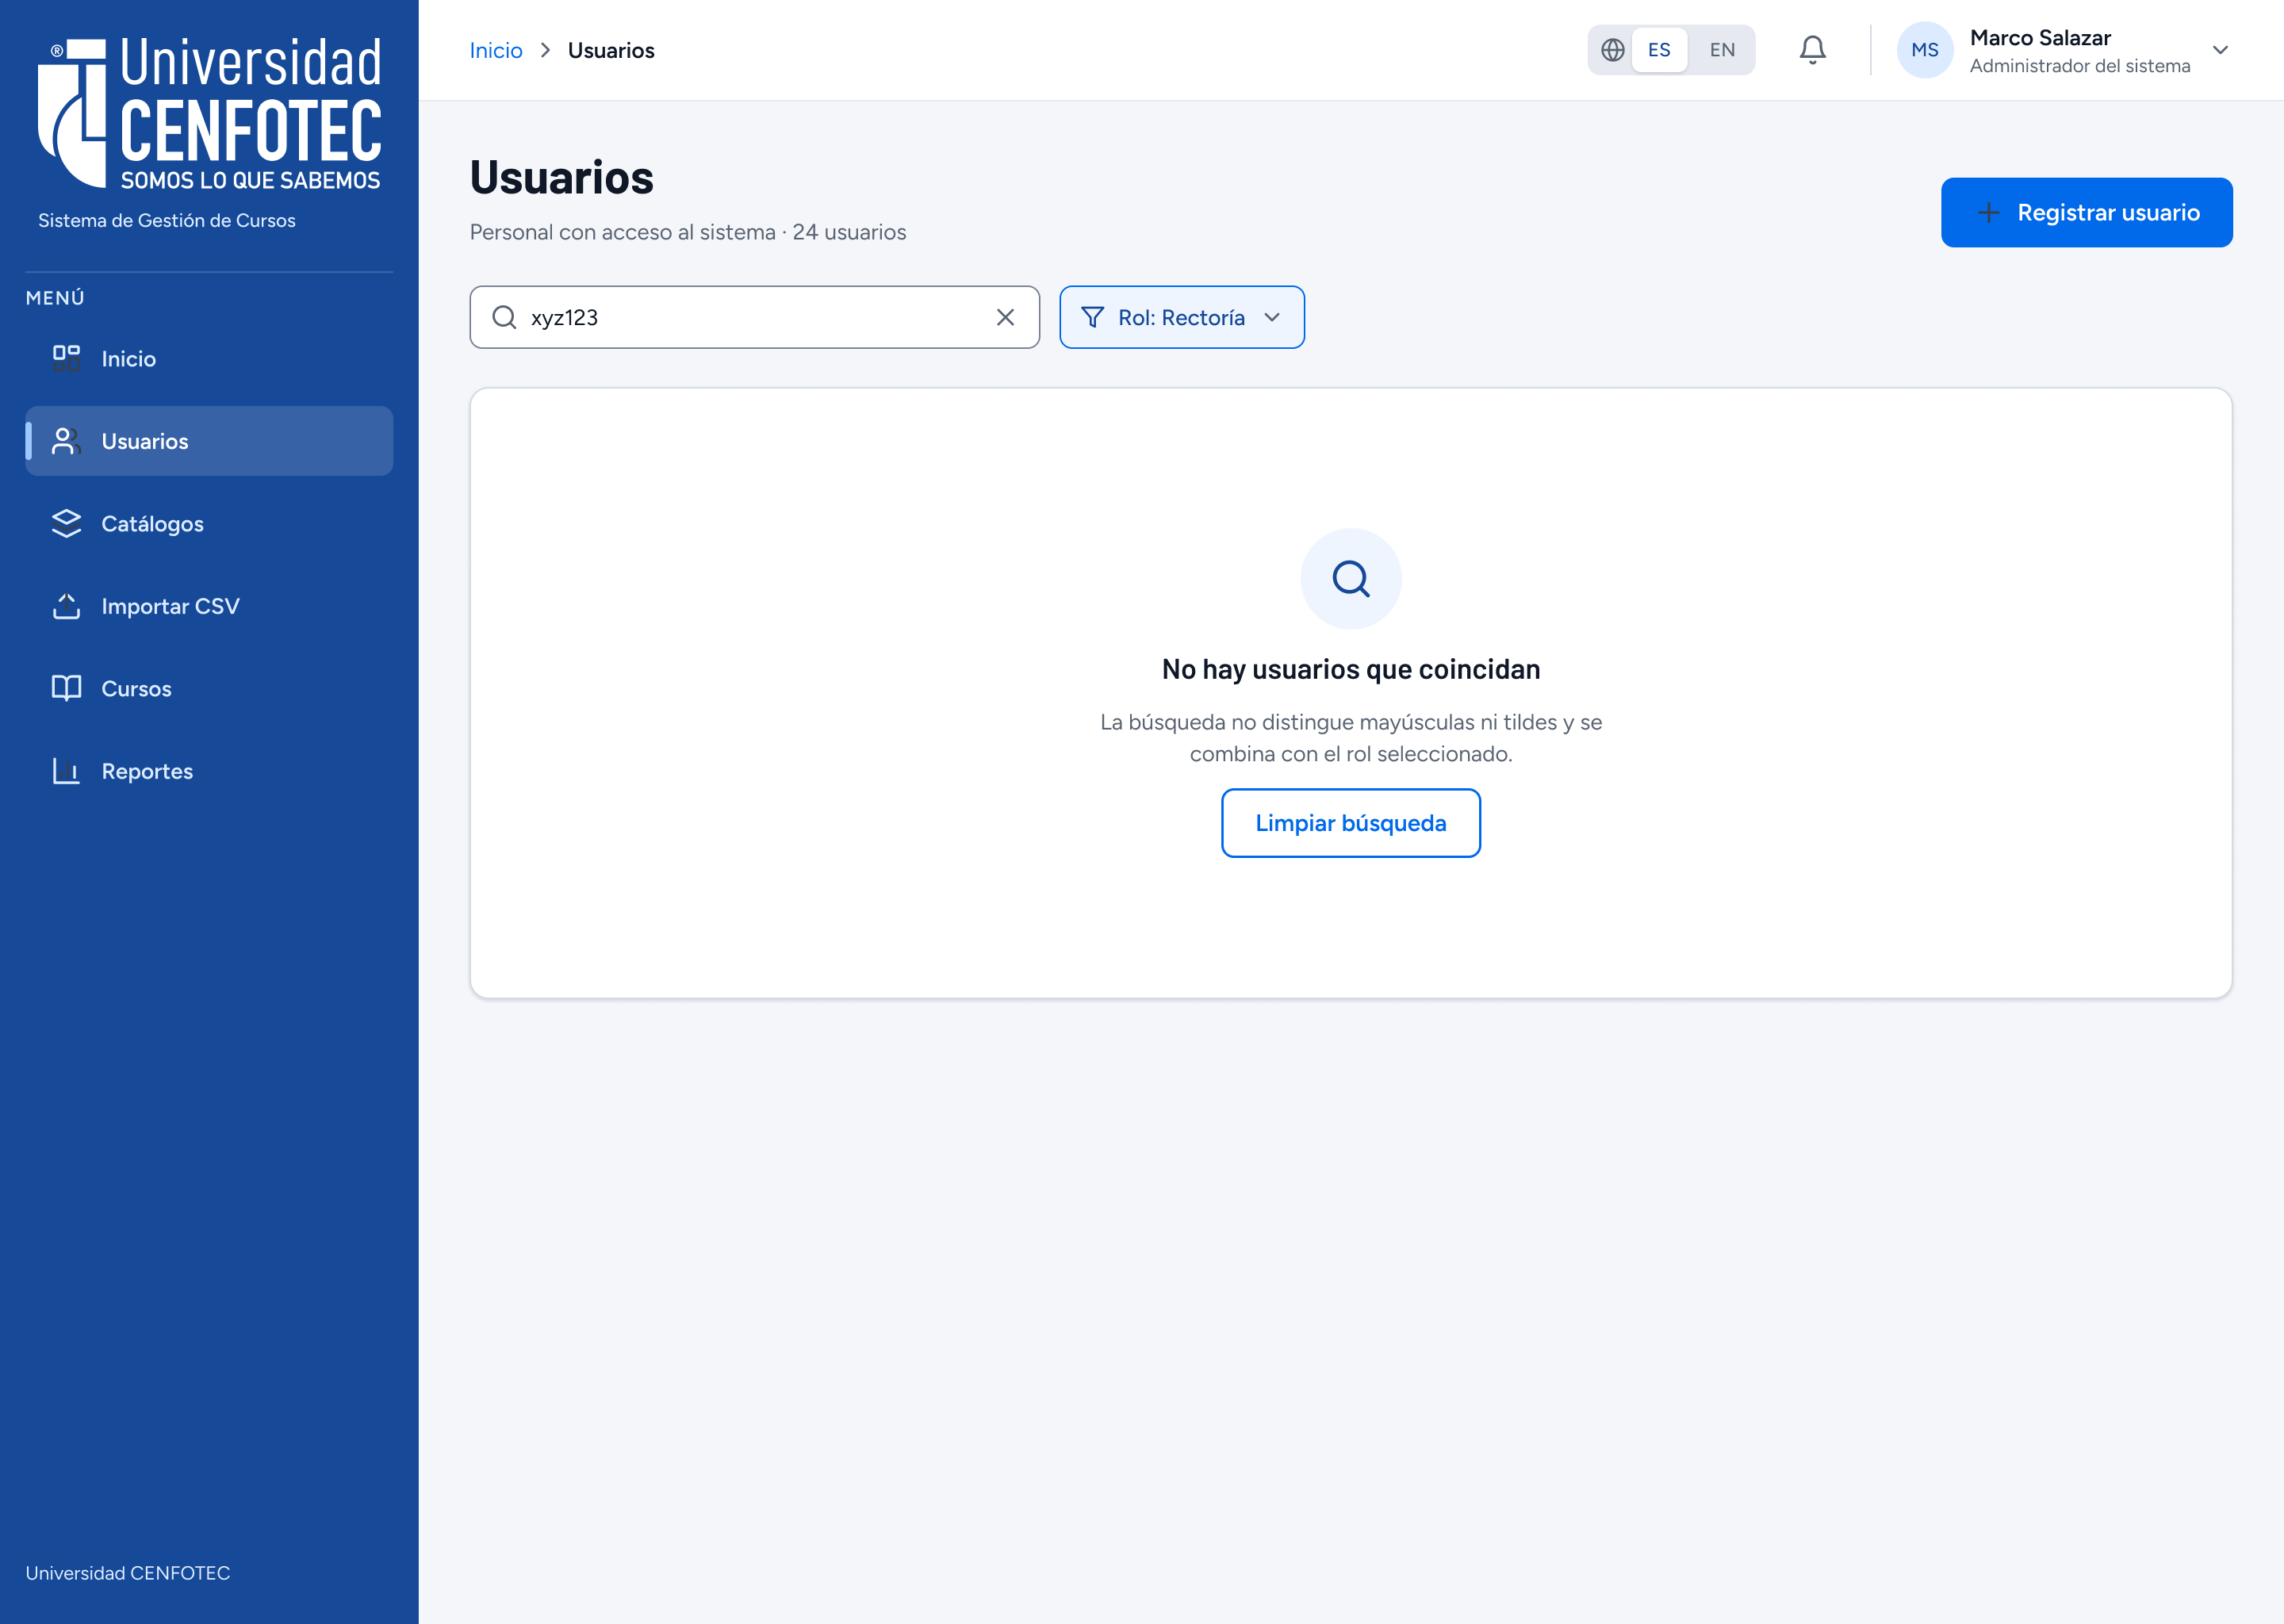 ® Universidad
CENFOTEC
SOMOS LO QUE SABEMOS
Sistema de Gestión de Cursos
MENÚ
Inicio
Usuarios
Catálogos
Importar CSV
Cursos
Reportes
Universidad CENFOTEC
Inicio > Usuarios
ES EN
MS
Marco Salazar
Administrador del sistema
Usuarios
Personal con acceso al sistema · 24 usuarios
Registrar usuario
xyz123
Rol: Rectoría
No hay usuarios que coincidan
La búsqueda no distingue mayúsculas ni tildes y se
combina con el rol seleccionado.
Limpiar búsqueda